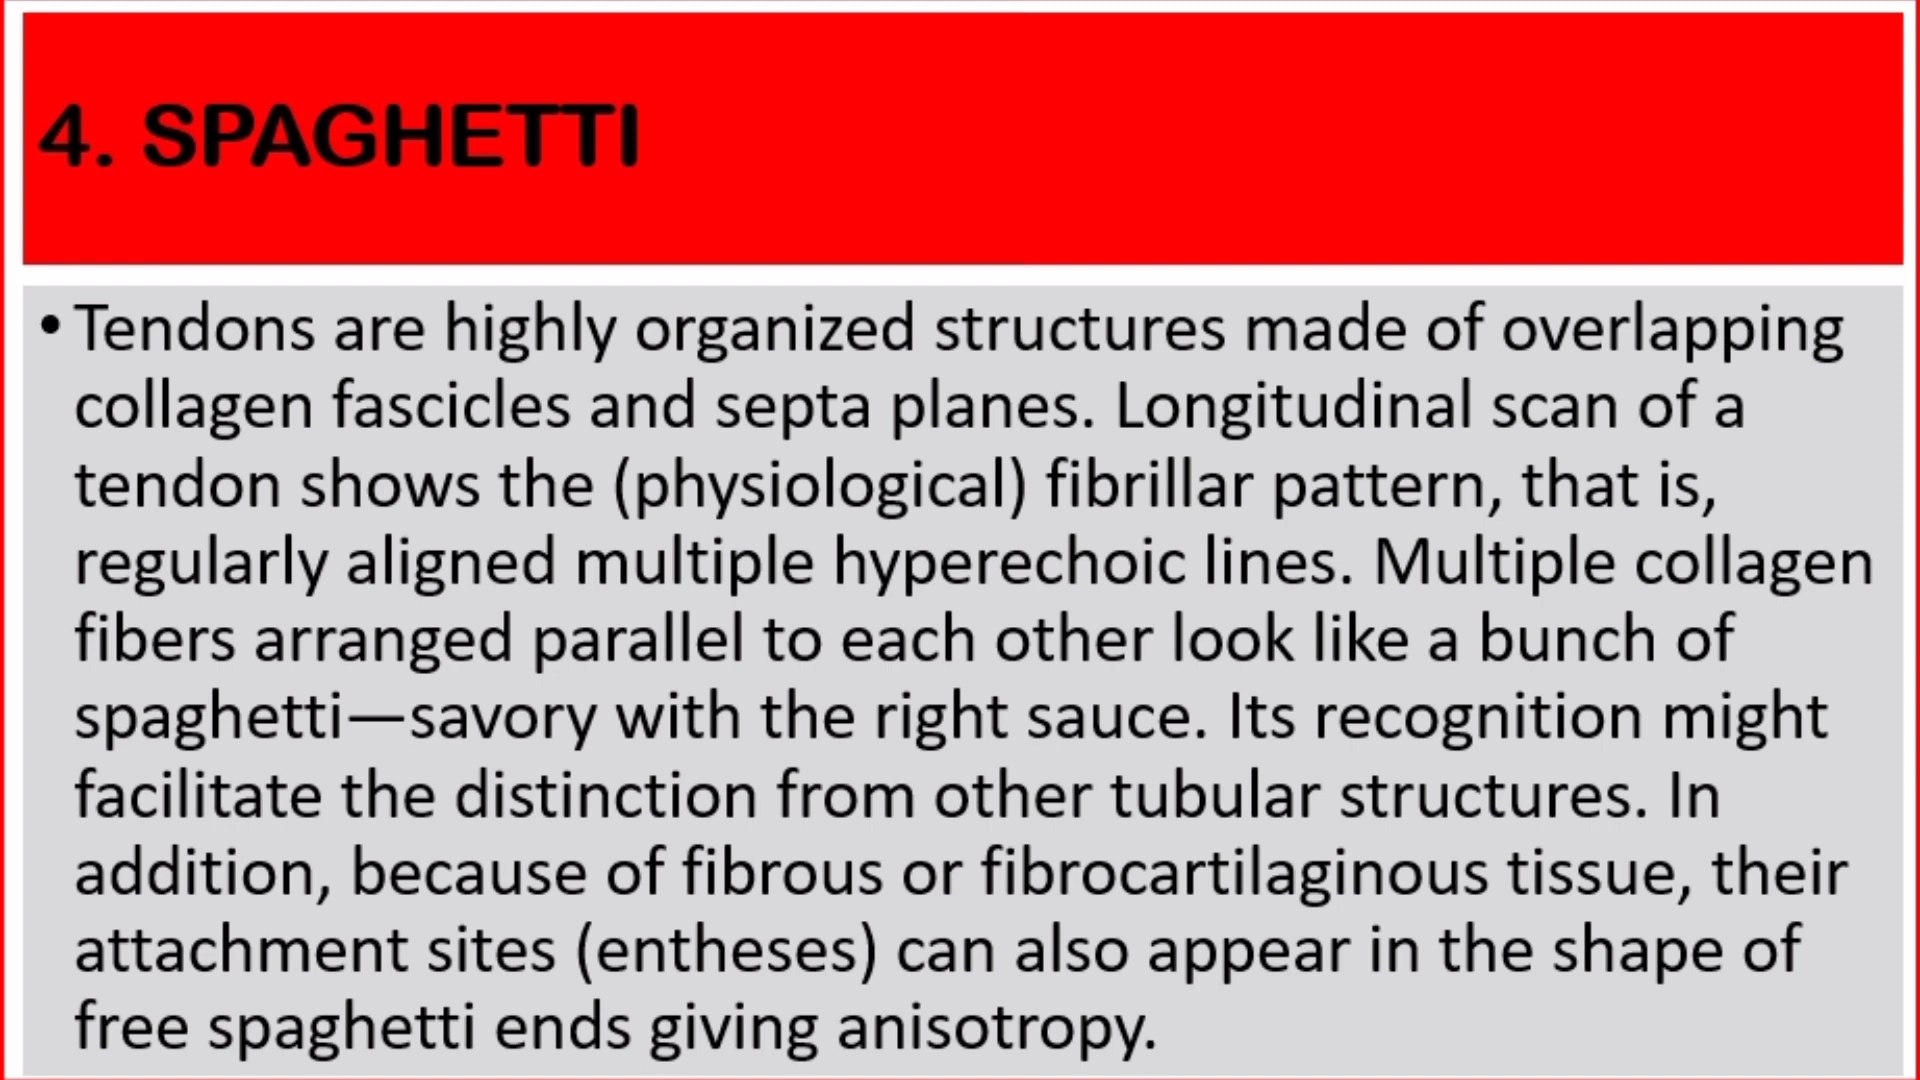 4. SPAGHETTI
• Tendons are highly organized structures made of overlapping
collagen fascicles and septa planes. Longitudinal scan of a
tendon shows the (physiological) fibrillar pattern, that is,
regularly aligned multiple hyperechoic lines. Multiple collagen
fibers arranged parallel to each other look like a bunch of
spaghetti—savory with the right sauce. Its recognition might
facilitate the distinction from other tubular structures. In
addition, because of fibrous or fibrocartilaginous tissue, their
attachment sites (entheses) can also appear in the shape of
free spaghetti ends giving anisotropy.